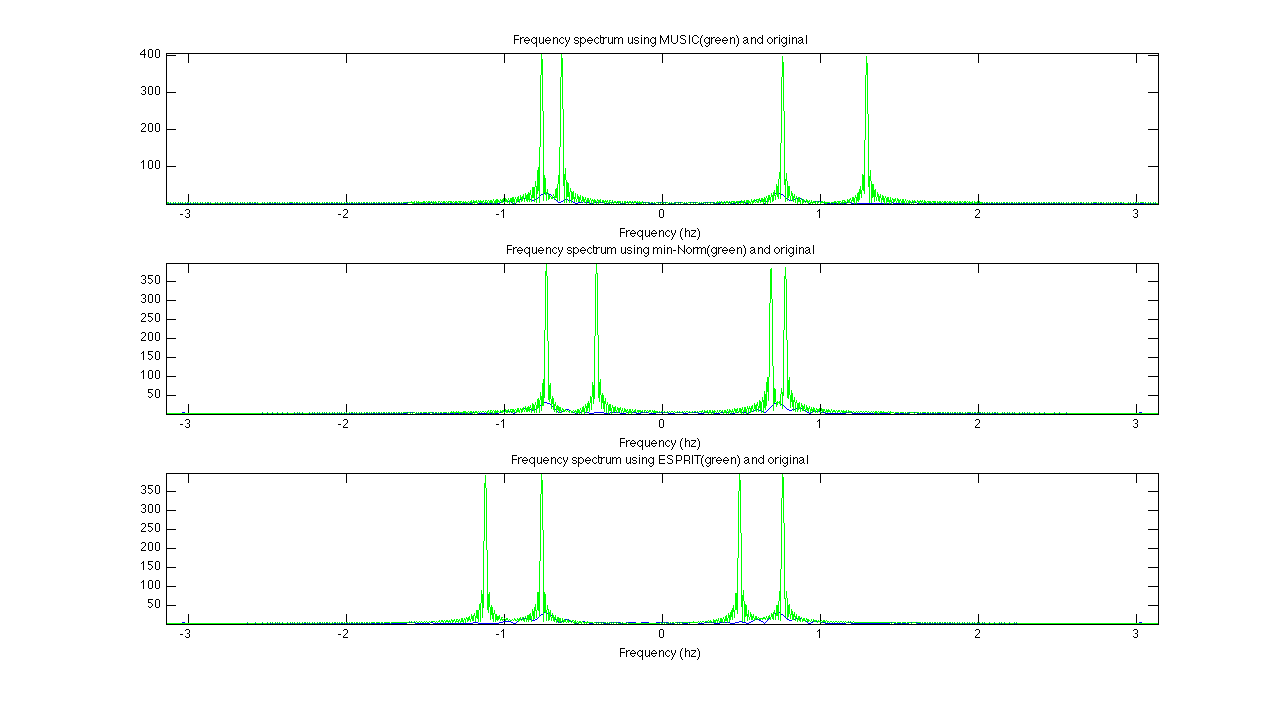 Frequency spectrum using MUSIC(green) and original
400
300
200
100
-3 -2 -1 0 1 2 3
Frequency (hz)
Frequency spectrum using min-Norm(green) and original
350
300
250
200
150
100
50
-3 -2 -1 0 1 2 3
Frequency (hz)
Frequency spectrum using ESPRIT(green) and original
350
300
250
200
150
100
50
-3 -2 -1 0 1 2 3
Frequency (hz)